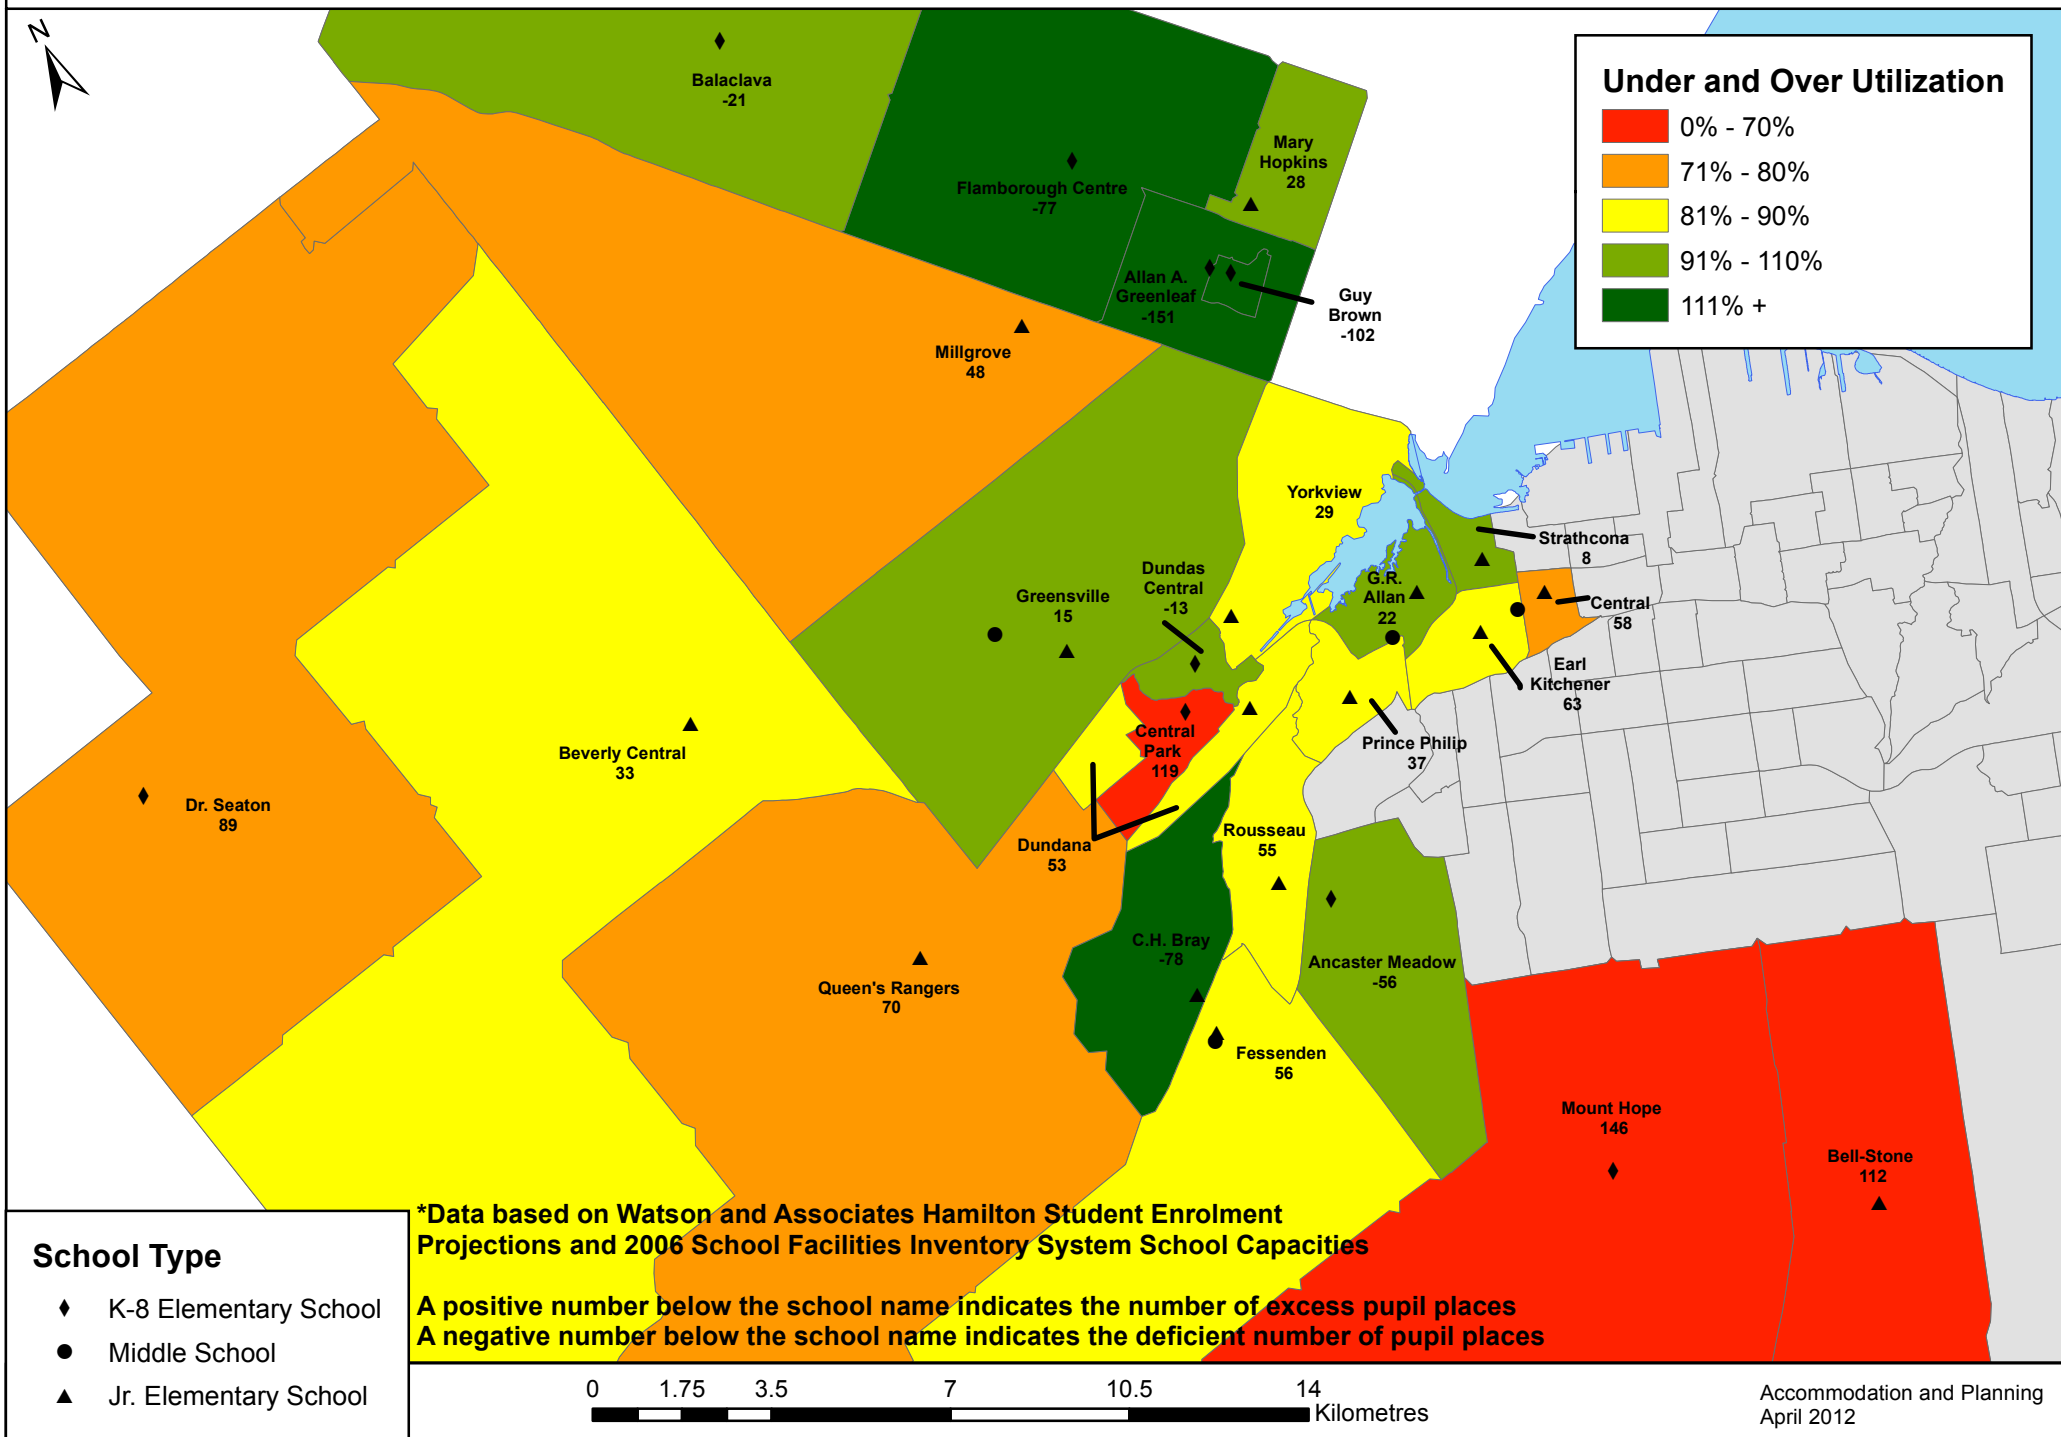 N
Balaclava
-21
Flamborough Centre
-77
Mary
Hopkins
28
Allan A.
Greenleaf
-151
Guy
Brown
-102
Under and Over Utilization
0% - 70%
71% - 80%
81% - 90%
91% - 110%
111% +
Millgrove
48
Yorkview
29
Strathcona
8
Dundas
Central
-13
G.R.
Allan
22
Greensville
15
Central
58
Earl
Kitchener
63
Prince Philip
37
Central
Park
119
Beverly Central
33
Dr. Seaton
89
Dundana
53
Rousseau
55
C.H. Bray
-78
Ancaster Meadow
-56
Queen's Rangers
70
Fessenden
56
Mount Hope
146
Bell-Stone
112
*Data based on Watson and Associates Hamilton Student Enrolment
Projections and 2006 School Facilities Inventory System School Capacities
A positive number below the school name indicates the number of excess pupil places
A negative number below the school name indicates the deficient number of pupil places
School Type
K-8 Elementary School
Middle School
Jr. Elementary School
0 1.75 3.5 7 10.5 14
Kilometres
Accommodation and Planning
April 2012